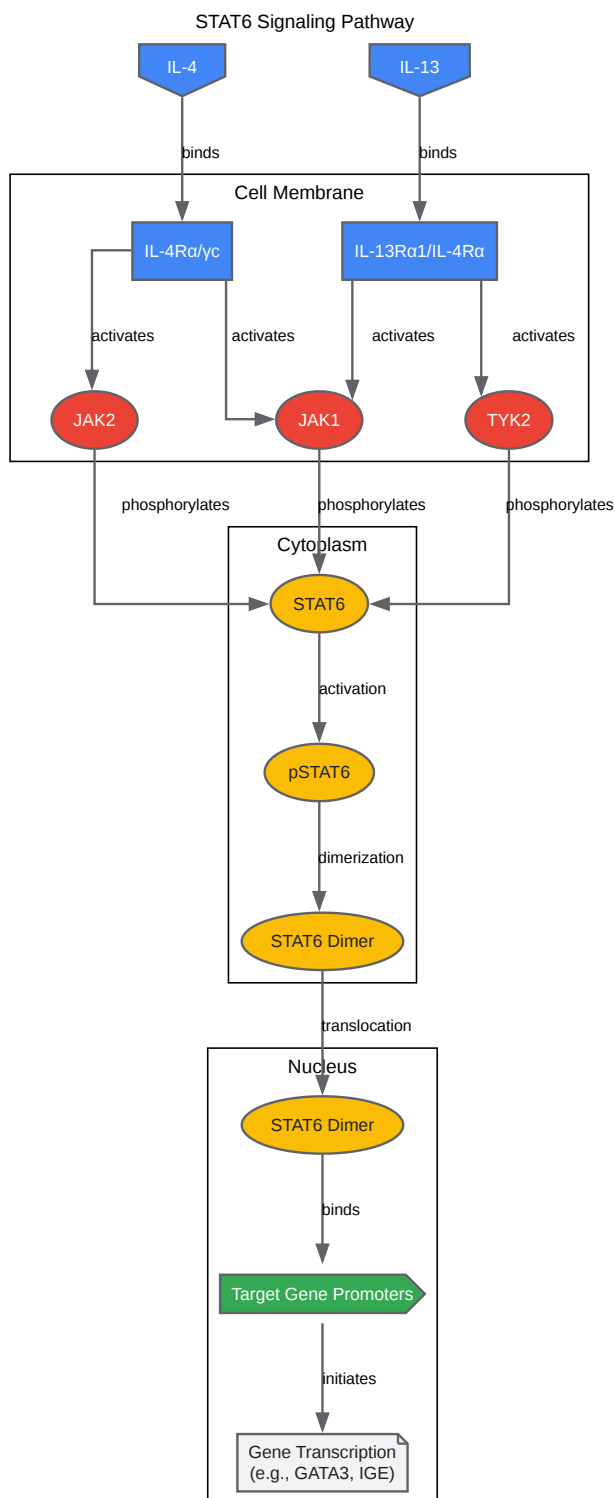 STAT6 Signaling Pathway
IL-4
IL-13
binds
binds
Cell Membrane
IL-4Rα/γc
IL-13Rα1/IL-4Rα
activates
activates
activates
activates
JAK2
JAK1
TYK2
phosphorylates
phosphorylates
phosphorylates
Cytoplasm
STAT6
activation
pSTAT6
dimerization
STAT6 Dimer
translocation
Nucleus
STAT6 Dimer
binds
Target Gene Promoters
initiates
Gene Transcription
(e.g., GATA3, IGE)